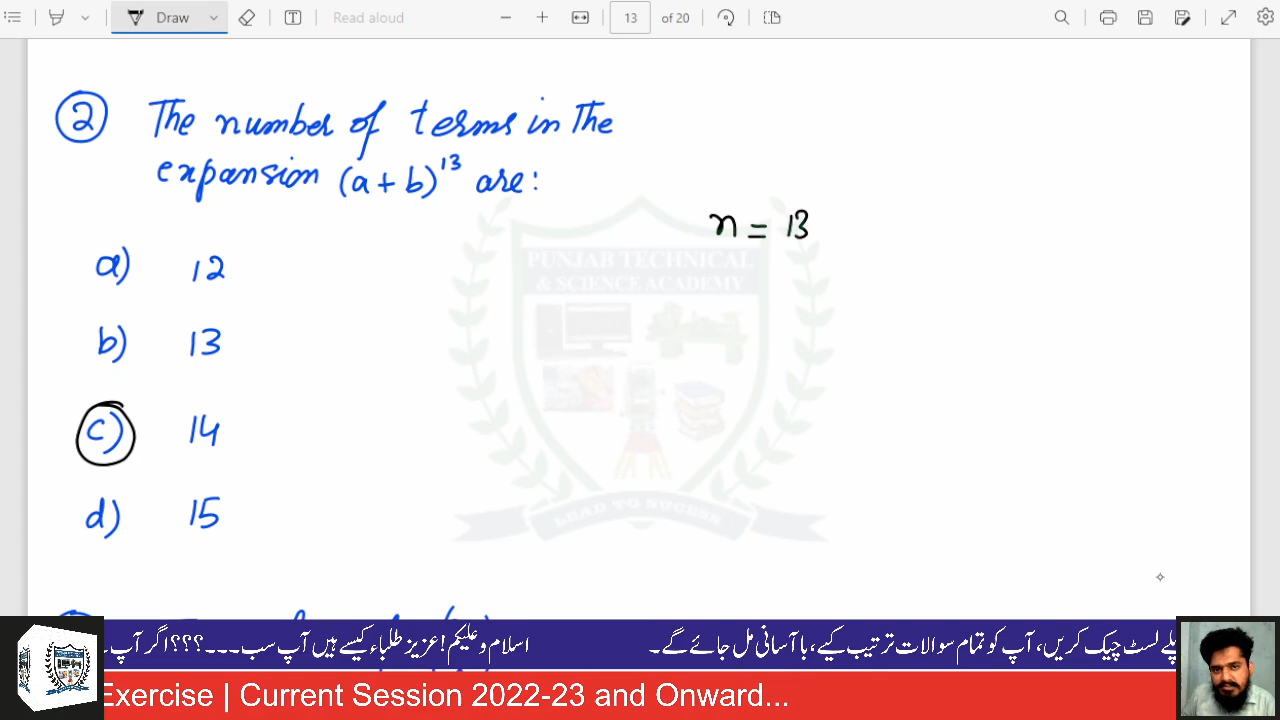 Draw
Read aloud
13 of 20
② The number of terms in the
expansion (a+b)^13 are:
n = 13
a) 12
b) 13
c) 14
d) 15
PUNJAB TECHNICAL
& SCIENCE ACADEMY
LEAD TO SUCCESS
اسلام و علیکم! عزیز طلباء کیسے ہیں آپ سب۔۔۔؟؟؟ اگر آپ
پلے لسٹ چیک کریں، آپ کو تمام سوالات ترتیب کیے، با آسانی مل جائے گے۔
Exercise | Current Session 2022-23 and Onward...